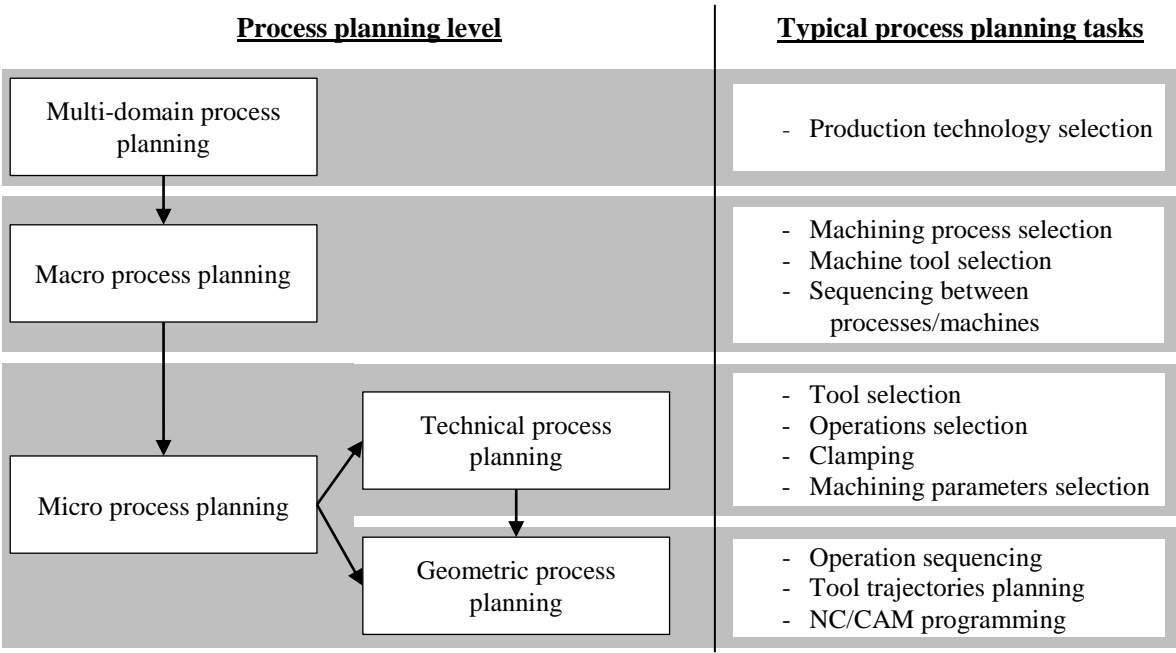 Process planning level
Typical process planning tasks
Multi-domain process
planning
- Production technology selection
Macro process planning
- Machining process selection
- Machine tool selection
- Sequencing between
processes/machines
Micro process planning
Technical process
planning
- Tool selection
- Operations selection
- Clamping
- Machining parameters selection
Geometric process
planning
- Operation sequencing
- Tool trajectories planning
- NC/CAM programming